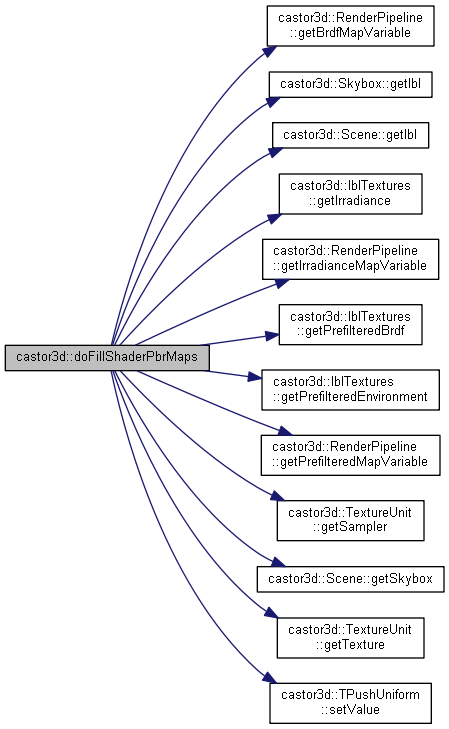 castor3d::RenderPipeline
::getBrdfMapVariable
castor3d::Skybox::getIbl
castor3d::Scene::getIbl
castor3d::IblTextures
::getIrradiance
castor3d::RenderPipeline
::getIrradianceMapVariable
castor3d::IblTextures
::getPrefilteredBrdf
castor3d::doFillShaderPbrMaps
castor3d::IblTextures
::getPrefilteredEnvironment
castor3d::RenderPipeline
::getPrefilteredMapVariable
castor3d::TextureUnit
::getSampler
castor3d::Scene::getSkybox
castor3d::TextureUnit
::getTexture
castor3d::TPushUniform
::setValue